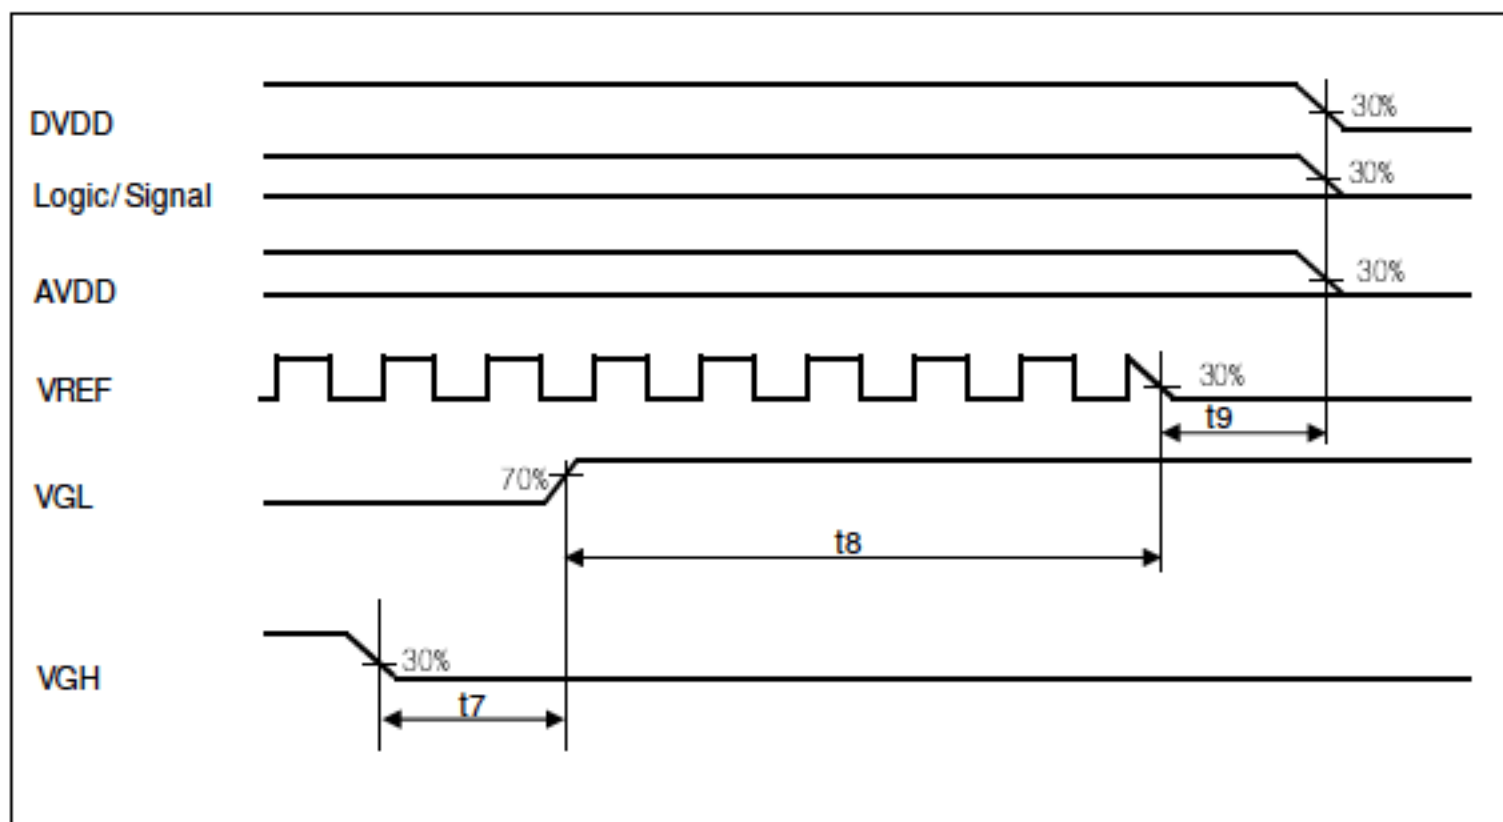 DVDD
30%
Logic/Signal
30%
AVDD
30%
VREF
30%
t9
VGL
70%
t8
VGH
30%
t7